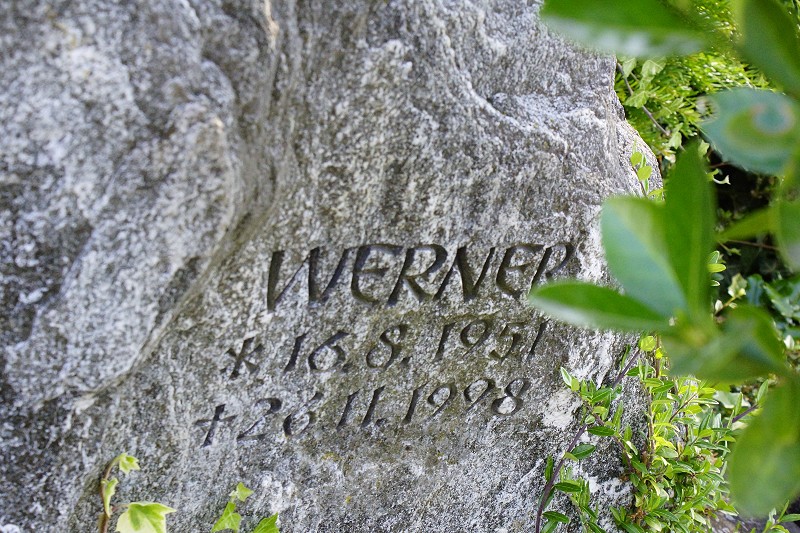 WERNER
* 16. 8. 1951
† 26. 11. 1998